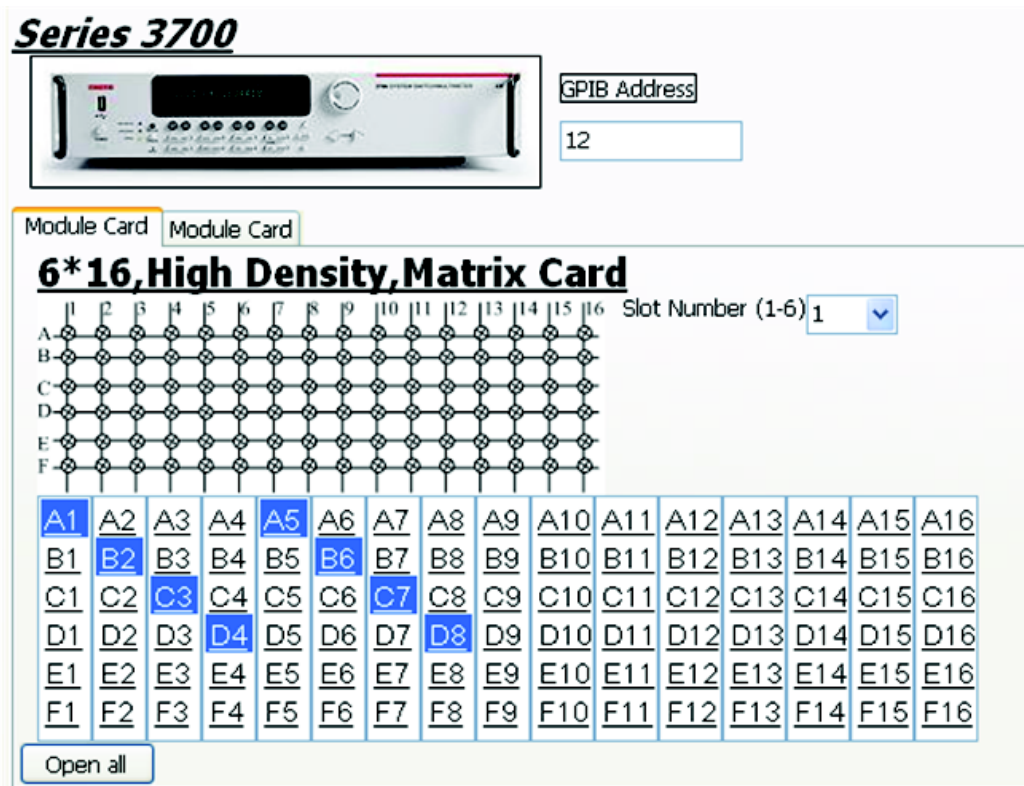 Series 3700
GPIB Address
12
Module Card
Module Card
6*16,High Density,Matrix Card
1 2 3 4 5 6 7 8 9 10 11 12 13 14 15 16
Slot Number (1-6)
1
A
B
C
D
E
F
A1 A2 A3 A4 A5 A6 A7 A8 A9 A10 A11 A12 A13 A14 A15 A16
B1 B2 B3 B4 B5 B6 B7 B8 B9 B10 B11 B12 B13 B14 B15 B16
C1 C2 C3 C4 C5 C6 C7 C8 C9 C10 C11 C12 C13 C14 C15 C16
D1 D2 D3 D4 D5 D6 D7 D8 D9 D10 D11 D12 D13 D14 D15 D16
E1 E2 E3 E4 E5 E6 E7 E8 E9 E10 E11 E12 E13 E14 E15 E16
F1 F2 F3 F4 F5 F6 F7 F8 F9 F10 F11 F12 F13 F14 F15 F16
Open all